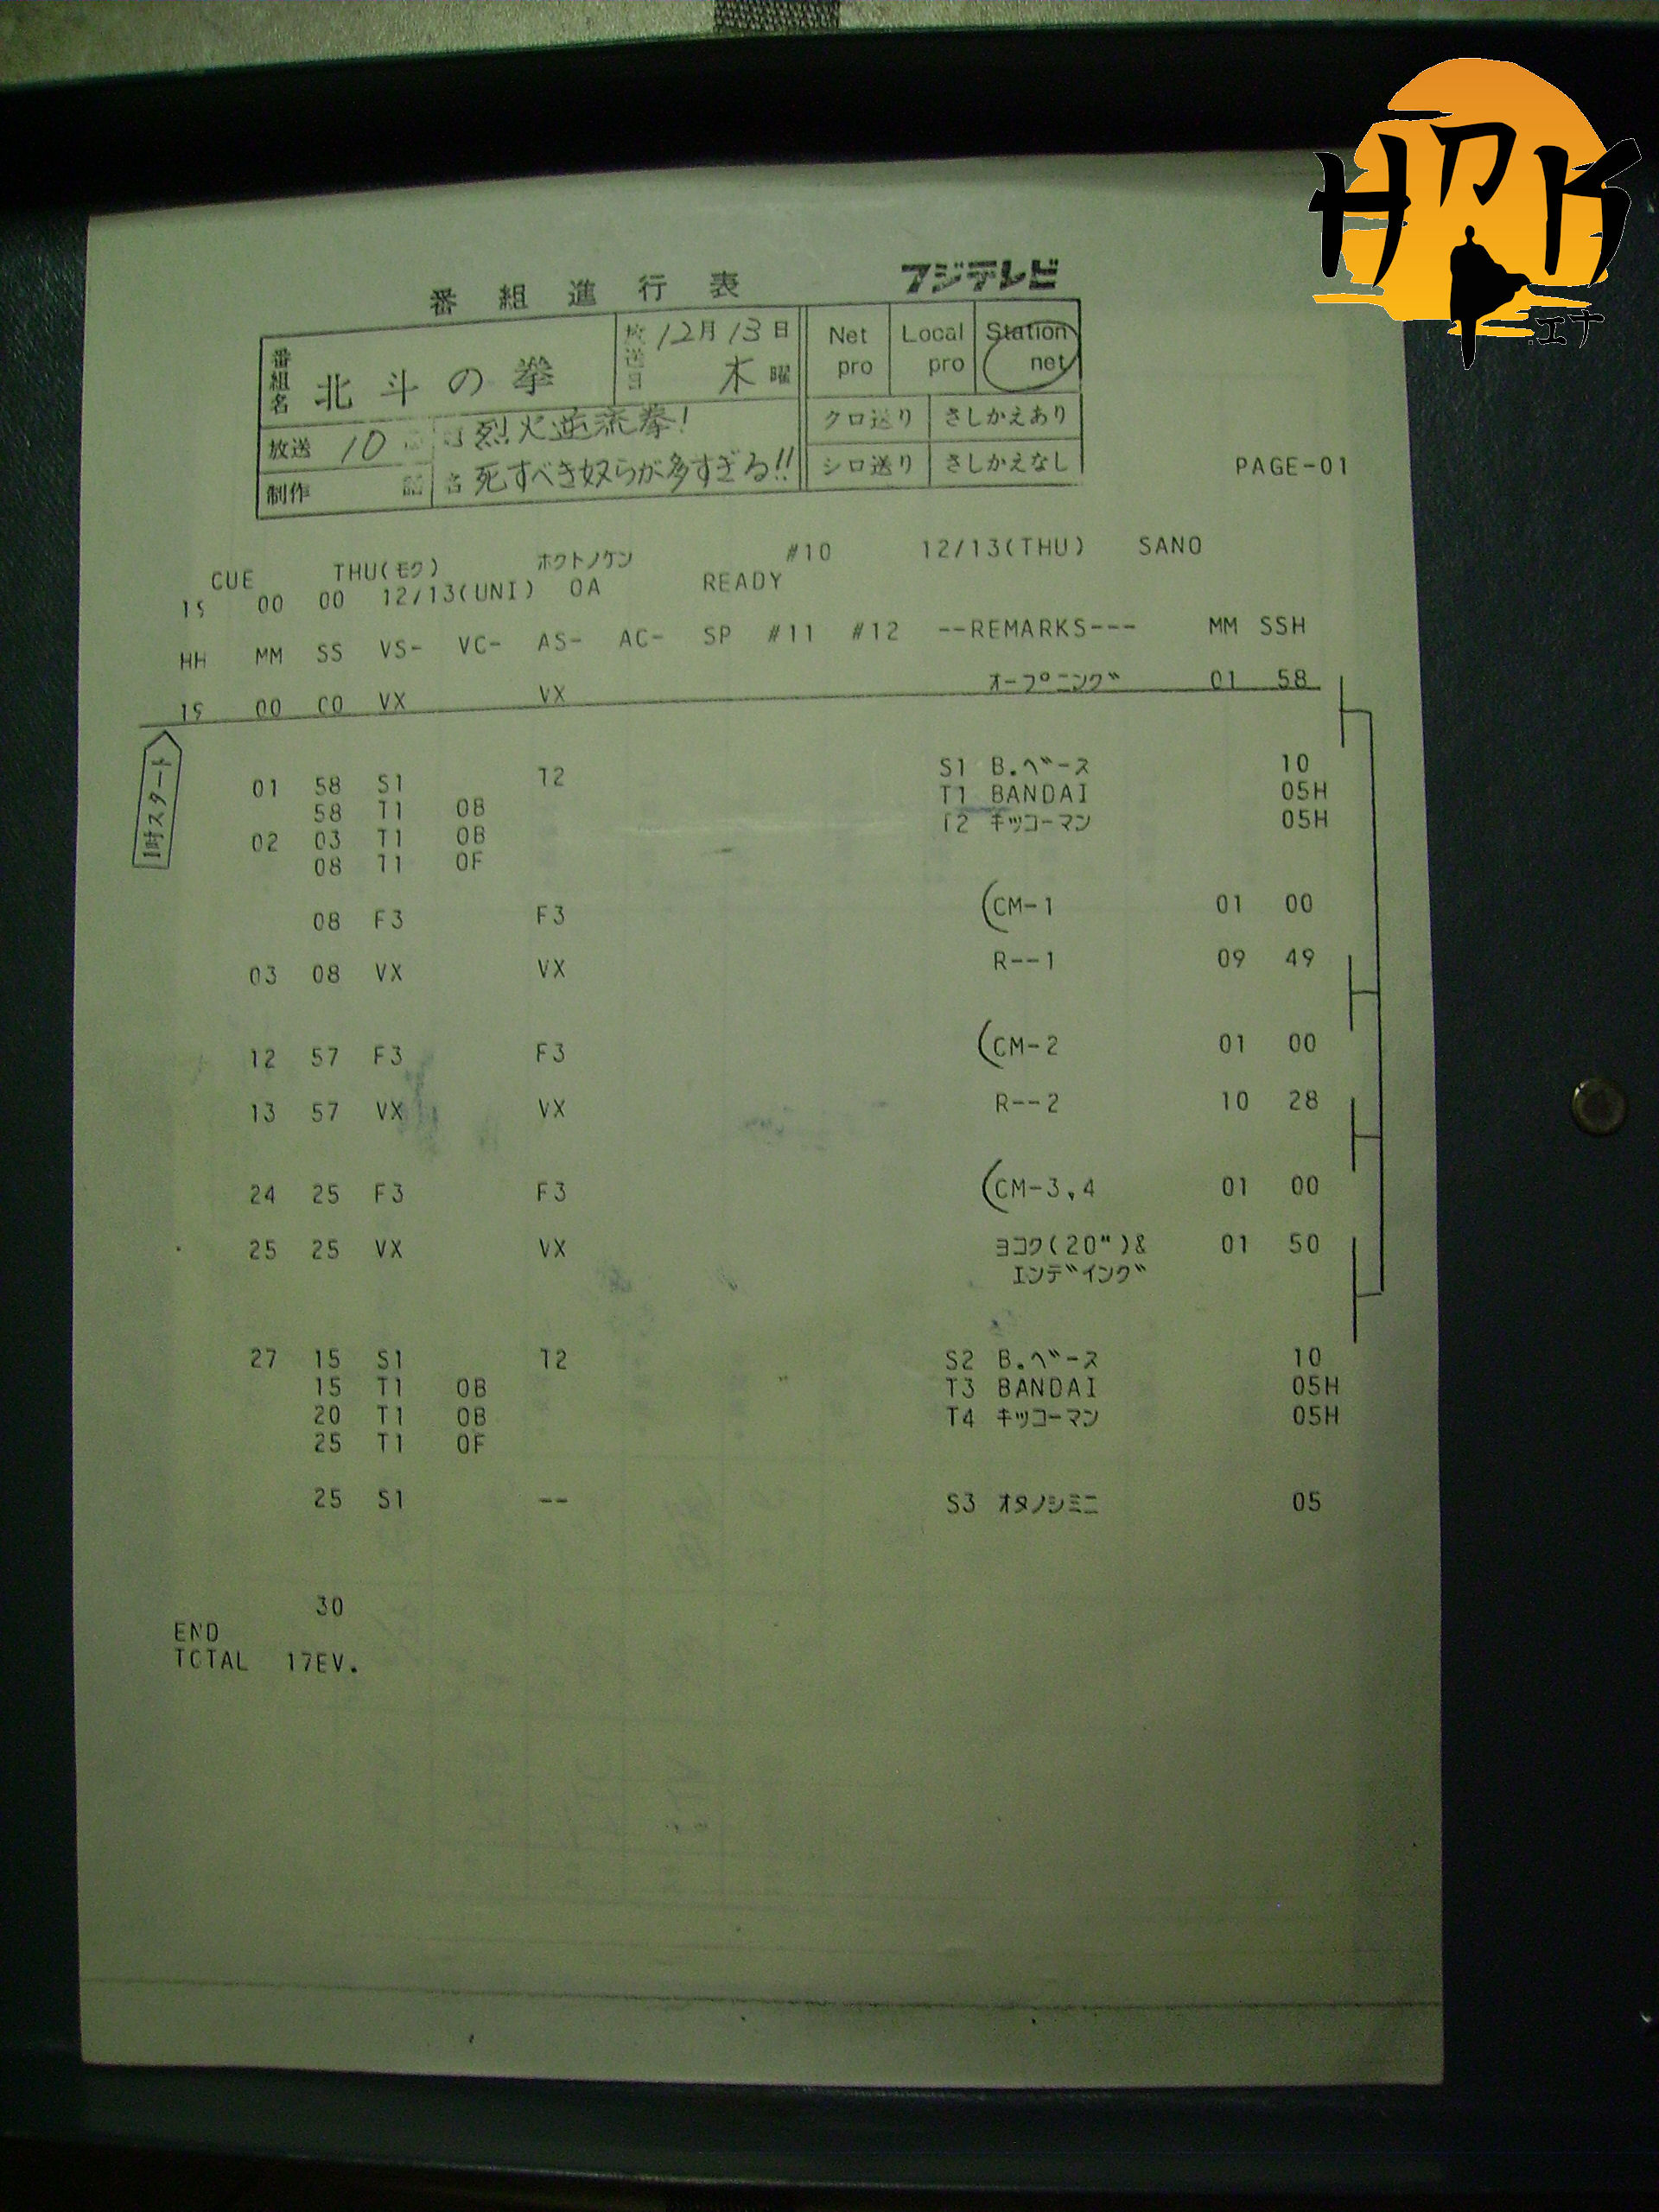 HOK
.エナ
番組進行表 フジテレビ
番組名 北斗の拳 放送日 12月13日 木曜
Net pro Local pro Station net
放送 10 烈火逆流拳!
クロ送り さしかえあり
制作 話 名 死すべき奴らが多すぎる!!
シロ送り さしかえなし
PAGE-01
CUE THU(モク) ホクトノケン #10 12/13(THU) SANO
19 00 00 12/13(UNI) OA READY
HH MM SS VS- VC- AS- AC- SP #11 #12 --REMARKS--- MM SSH
19 00 00 VX VX オープニング 01 58
1時スタート
01 58 S1 T2 S1 B.ベース 10
58 T1 OB T1 BANDAI 05H
02 03 T1 OB T2 キッコーマン 05H
08 T1 OF
08 F3 F3 (CM-1 01 00
03 08 VX VX R--1 09 49
12 57 F3 F3 (CM-2 01 00
13 57 VX VX R--2 10 28
24 25 F3 F3 (CM-3,4 01 00
25 25 VX VX ヨコク(20")& 01 50
エンディング
27 15 S1 T2 S2 B.ベース 10
15 T1 OB T3 BANDAI 05H
20 T1 OB T4 キッコーマン 05H
25 T1 OF
25 S1 -- S3 オタノシミニ 05
30
END
TOTAL 17EV.